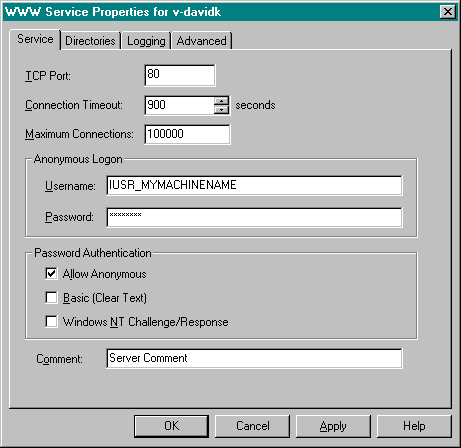 WWW Service Properties for v-davidk
Service Directories Logging Advanced
TCP Port: 80
Connection Timeout: 900 seconds
Maximum Connections: 100000
Anonymous Logon
Username: IUSR_MYMACHINENAME
Password: ********
Password Authentication
Allow Anonymous
Basic (Clear Text)
Windows NT Challenge/Response
Comment: Server Comment
OK Cancel Apply Help